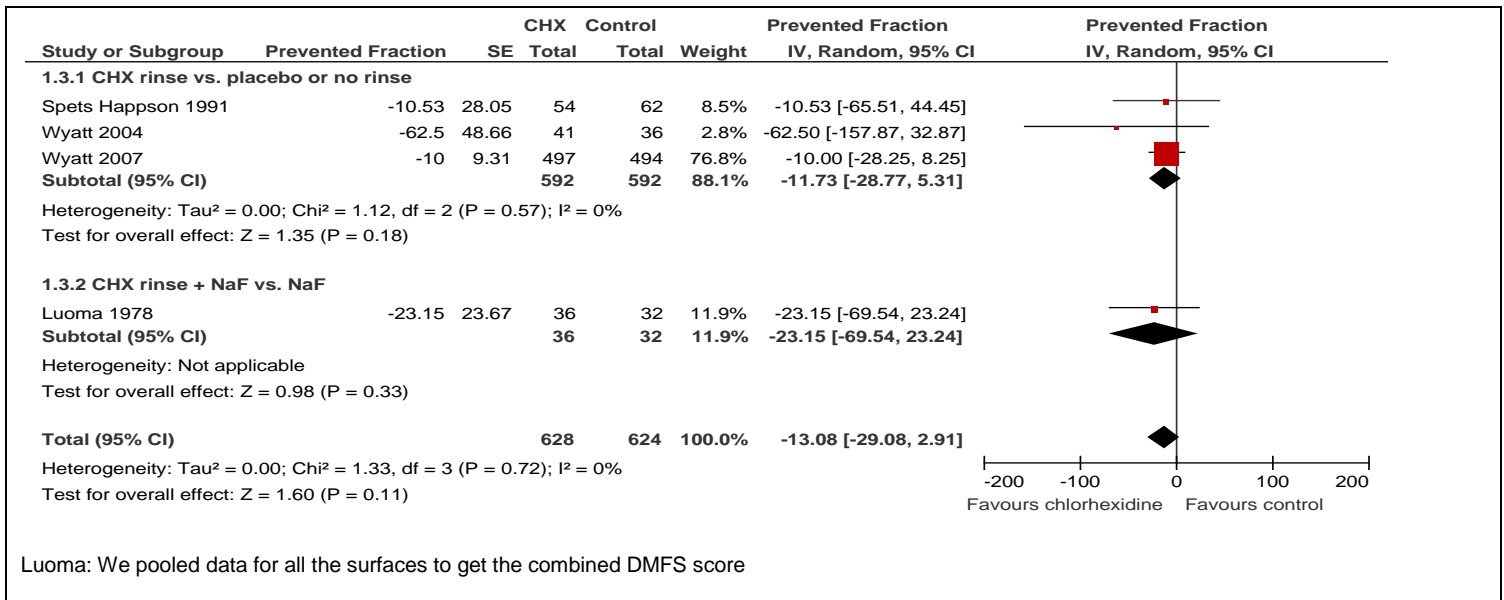 CHX Control Prevented Fraction Prevented Fraction
Study or Subgroup Prevented Fraction SE Total Total Weight IV, Random, 95% CI IV, Random, 95% CI
1.3.1 CHX rinse vs. placebo or no rinse
Spets Happson 1991 -10.53 28.05 54 62 8.5% -10.53 [-65.51, 44.45]
Wyatt 2004 -62.5 48.66 41 36 2.8% -62.50 [-157.87, 32.87]
Wyatt 2007 -10 9.31 497 494 76.8% -10.00 [-28.25, 8.25]
Subtotal (95% CI) 592 592 88.1% -11.73 [-28.77, 5.31]
Heterogeneity: Tau² = 0.00; Chi² = 1.12, df = 2 (P = 0.57); I² = 0%
Test for overall effect: Z = 1.35 (P = 0.18)
1.3.2 CHX rinse + NaF vs. NaF
Luoma 1978 -23.15 23.67 36 32 11.9% -23.15 [-69.54, 23.24]
Subtotal (95% CI) 36 32 11.9% -23.15 [-69.54, 23.24]
Heterogeneity: Not applicable
Test for overall effect: Z = 0.98 (P = 0.33)
Total (95% CI) 628 624 100.0% -13.08 [-29.08, 2.91]
Heterogeneity: Tau² = 0.00; Chi² = 1.33, df = 3 (P = 0.72); I² = 0%
Test for overall effect: Z = 1.60 (P = 0.11)
-200 -100 0 100 200
Favours chlorhexidine Favours control
Luoma: We pooled data for all the surfaces to get the combined DMFS score